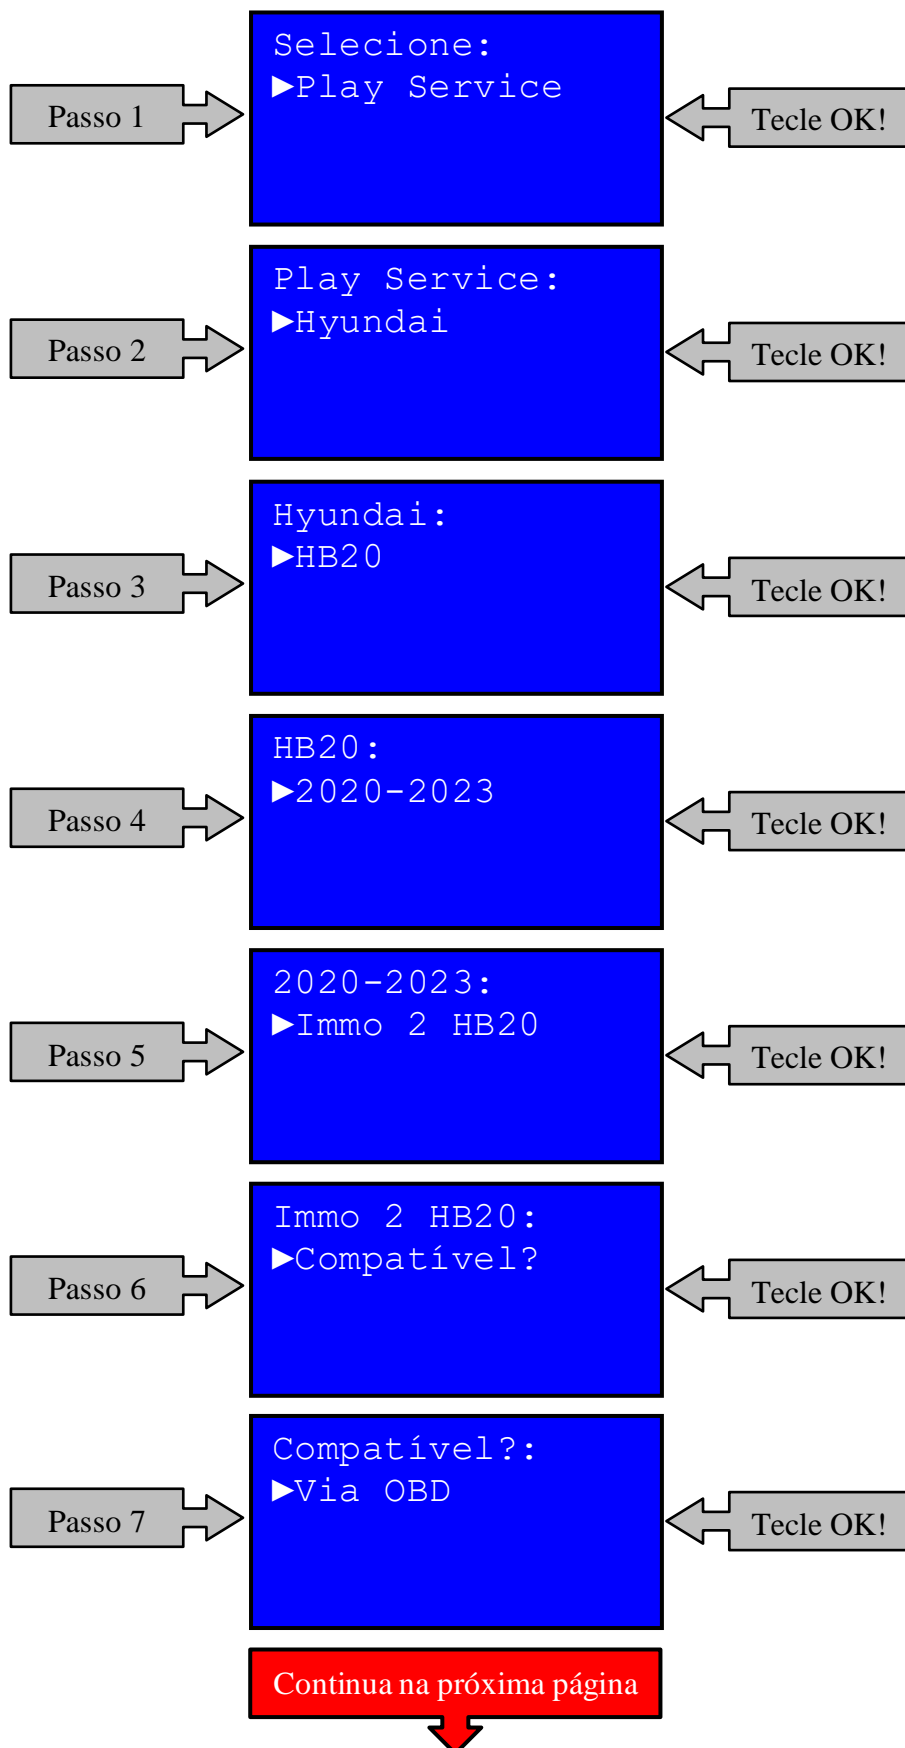 Selecione:
►Play Service
Passo 1
Tecle OK!
Play Service:
►Hyundai
Passo 2
Tecle OK!
Hyundai:
►HB20
Passo 3
Tecle OK!
HB20:
►2020-2023
Passo 4
Tecle OK!
2020-2023:
►Immo 2 HB20
Passo 5
Tecle OK!
Immo 2 HB20:
►Compatível?
Passo 6
Tecle OK!
Compatível?:
►Via OBD
Passo 7
Tecle OK!
Continua na próxima página